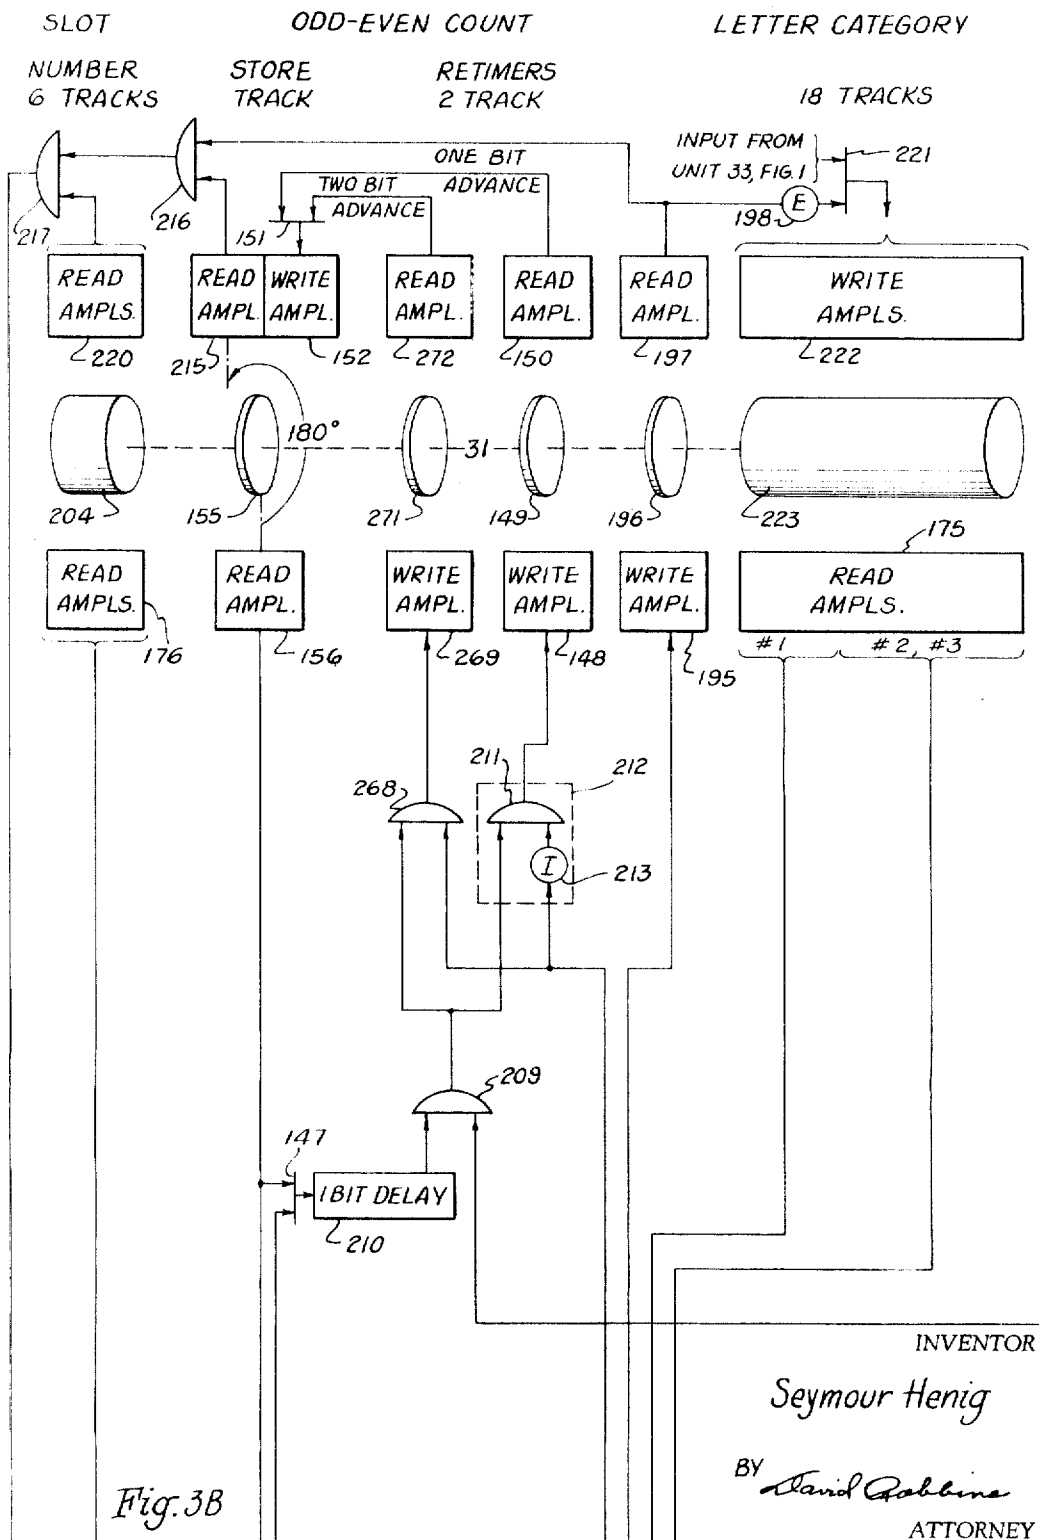 SLOT ODD-EVEN COUNT LETTER CATEGORY
NUMBER STORE RETIMERS
6 TRACKS TRACK 2 TRACK 18 TRACKS
INPUT FROM
UNIT 33, FIG. 1
221
ONE BIT
ADVANCE
TWO BIT
ADVANCE
198 E
217
216
151
READ AMPLS.
220
READ AMPL.
215
WRITE AMPL.
152
READ AMPL.
272
READ AMPL.
150
READ AMPL.
197
WRITE AMPLS.
222
180°
31
204
155
271
149
196
223
175
READ AMPLS.
176
READ AMPL.
156
WRITE AMPL.
269
WRITE AMPL.
148
WRITE AMPL.
195
READ AMPLS.
#1 #2, #3
211
212
268
I
213
209
147
1 BIT DELAY
210
INVENTOR
Seymour Henig
BY David Robbins
ATTORNEY
Fig. 3B